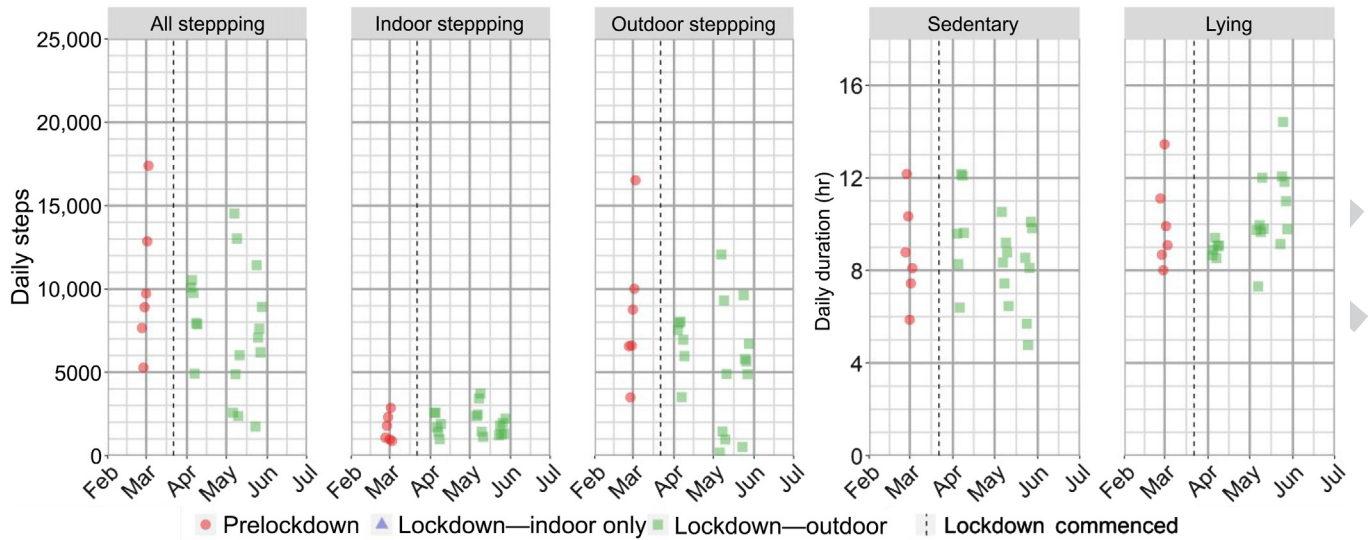 All steppping
Indoor steppping
Outdoor steppping
Sedentary
Lying
Daily steps
25,000
20,000
15,000
10,000
5000
0
Feb Mar Apr May Jun Jul
Feb Mar Apr May Jun Jul
Feb Mar Apr May Jun Jul
Daily duration (hr)
16
12
8
4
0
Feb Mar Apr May Jun Jul
Feb Mar Apr May Jun Jul
Prelockdown Lockdown—indoor only Lockdown—outdoor Lockdown commenced